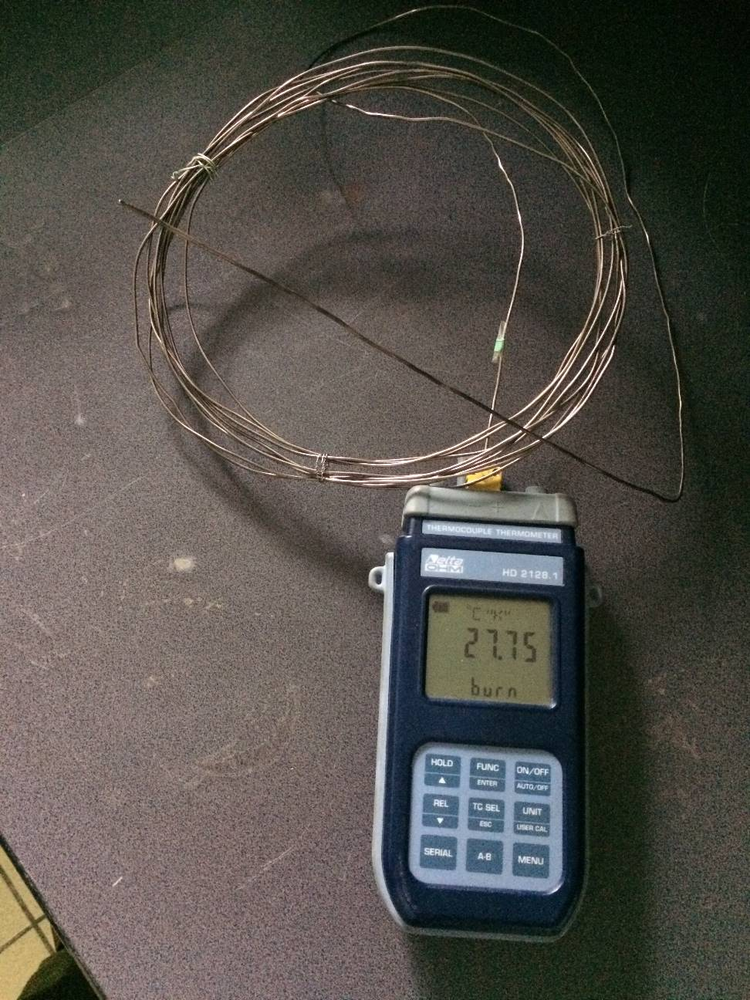 THERMOCOUPLE THERMOMETER
Delta
OHM
HD 2128.1
°C "K"
27.75
burn
HOLD
FUNC
ENTER
ON/OFF
AUTO/OFF
REL
TC SEL
ESC
UNIT
USER CAL
SERIAL
A-B
MENU